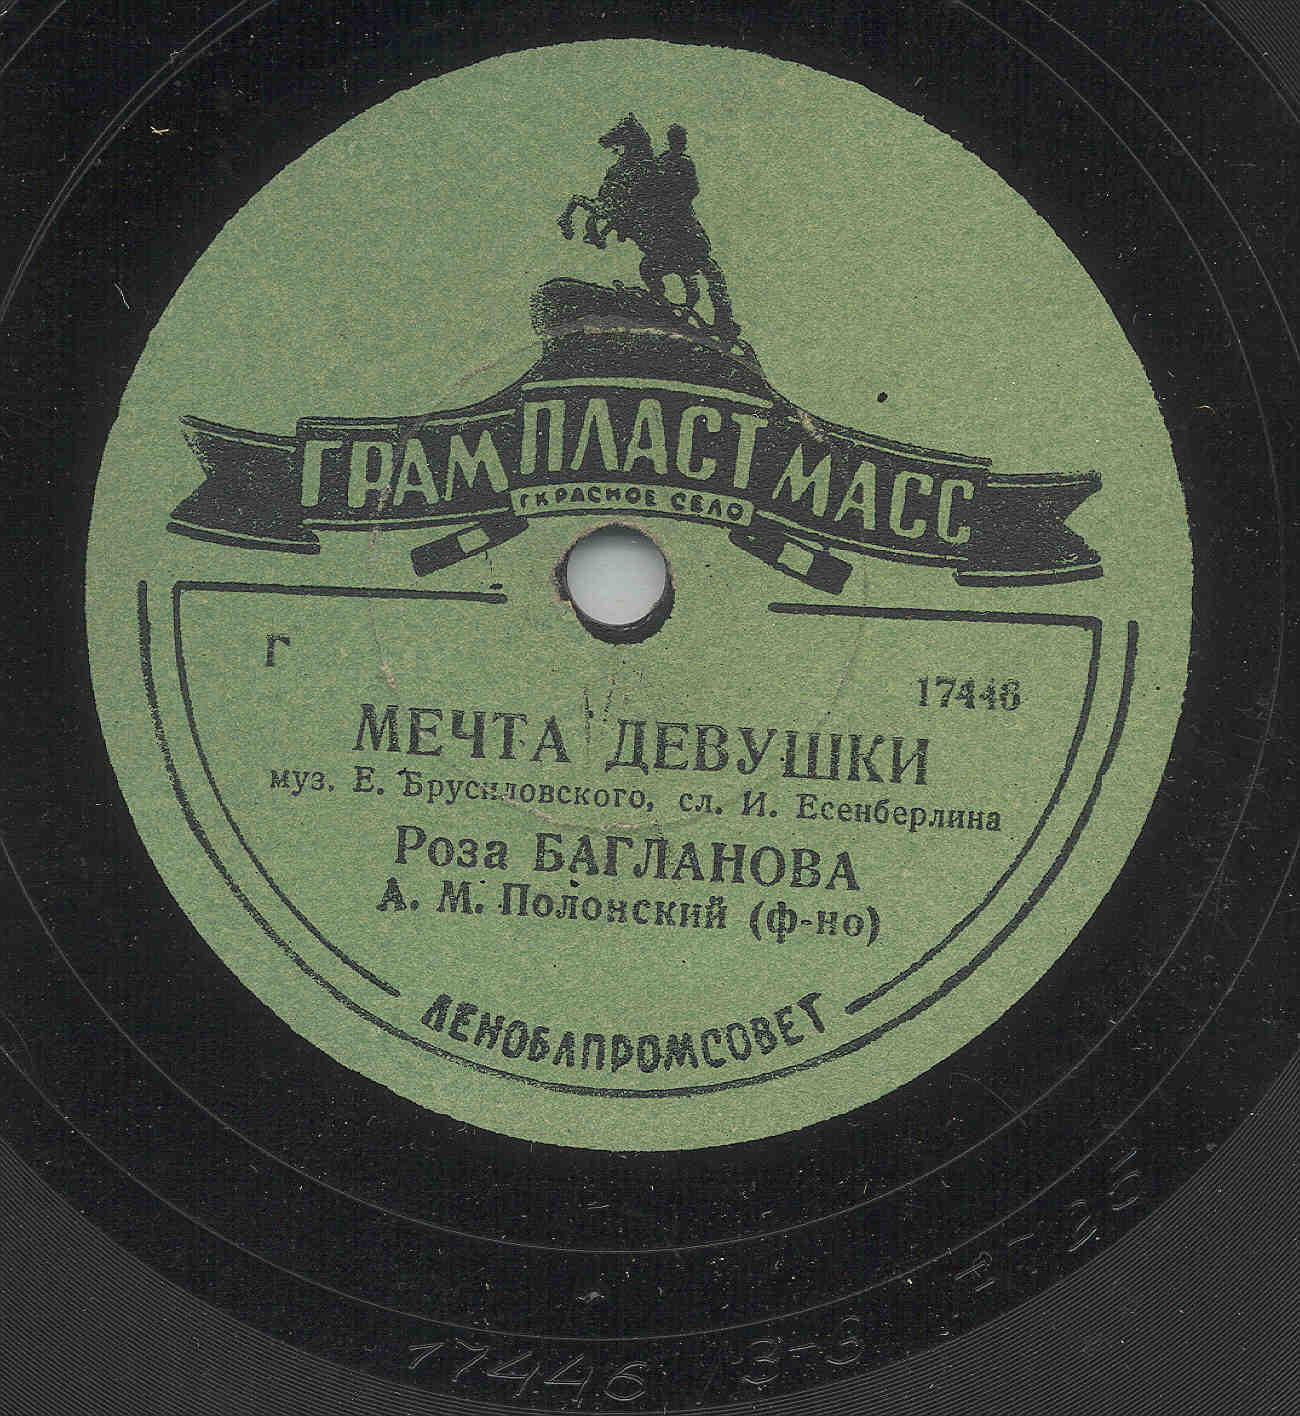 ГРАМПЛАСТМАСС
Г КРАСНОЕ СЕЛО
Г
17446
МЕЧТА ДЕВУШКИ
муз. Е. Брусиловского, сл. И. Есенберлина
Роза БАГЛАНОВА
А. М. Полонский (ф-но)
ЛЕНОБЛПРОМСОВЕТ
17446 3-3